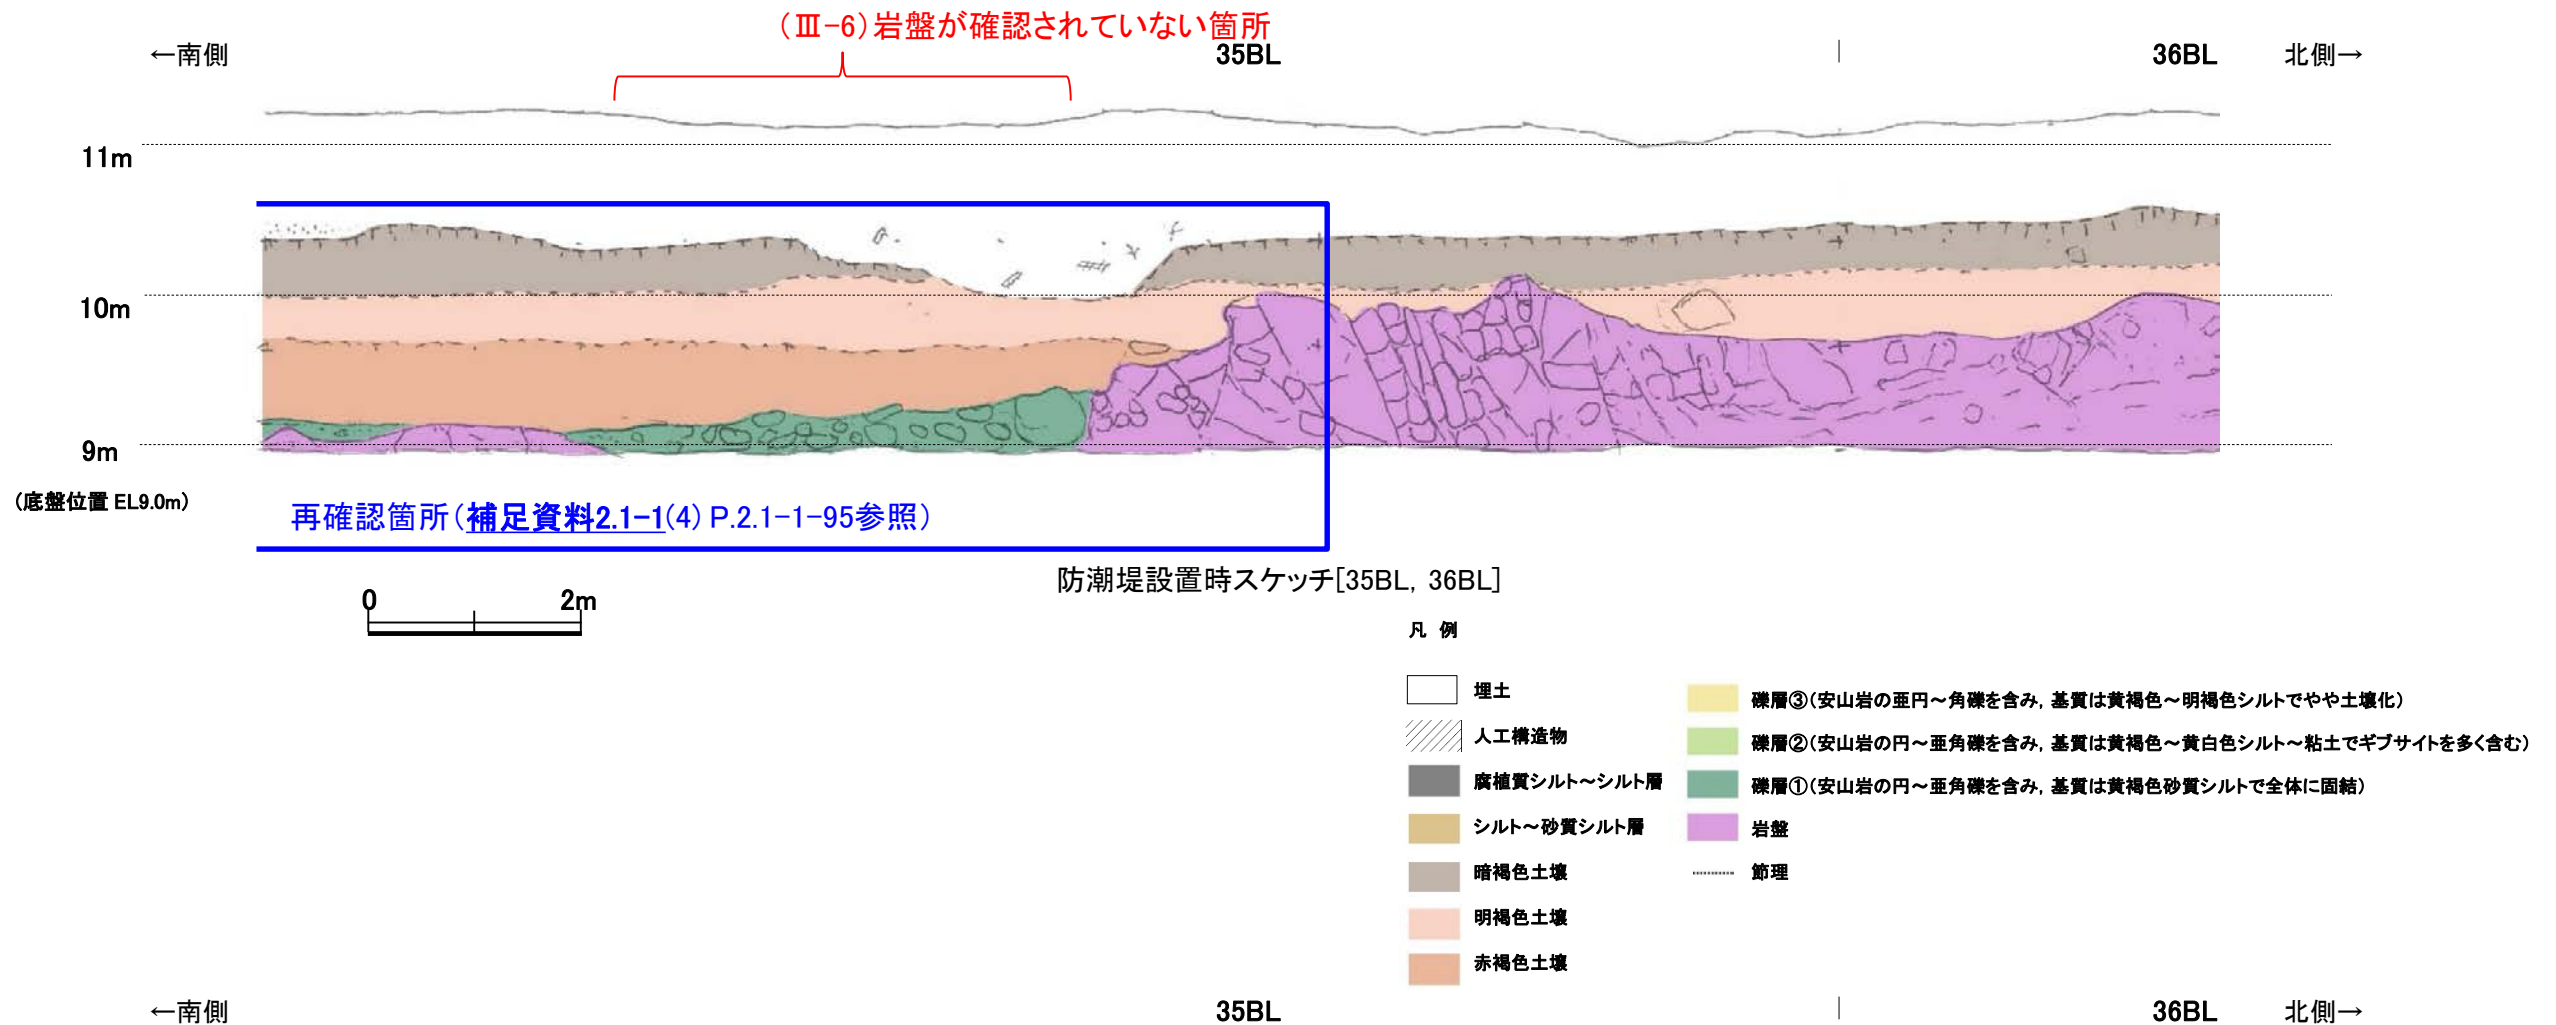 (Ⅲ-6)岩盤が確認されていない箇所
←南側
35BL
36BL
北側→
11m
10m
9m
(底盤位置 EL9.0m)
再確認箇所(補足資料2.1-1(4) P.2.1-1-95参照)
防潮堤設置時スケッチ[35BL, 36BL]
0
2m
凡 例
埋土
人工構造物
腐植質シルト～シルト層
シルト～砂質シルト層
暗褐色土壌
明褐色土壌
赤褐色土壌
礫層③(安山岩の亜円～角礫を含み, 基質は黄褐色～明褐色シルトでやや土壌化)
礫層②(安山岩の円～亜角礫を含み, 基質は黄褐色～黄白色シルト～粘土でギブサイトを多く含む)
礫層①(安山岩の円～亜角礫を含み, 基質は黄褐色砂質シルトで全体に固結)
岩盤
節理
←南側
35BL
36BL
北側→